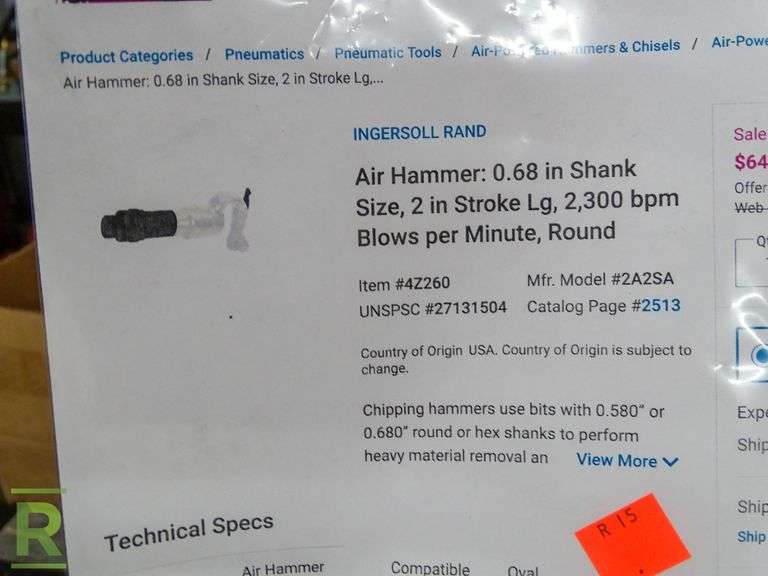 Product Categories / Pneumatics / Pneumatic Tools / Hammers & Chisels /
Air Hammer: 0.68 in Shank Size, 2 in Stroke Lg,...
INGERSOLL RAND
Air Hammer: 0.68 in Shank
Size, 2 in Stroke Lg, 2,300 bpm
Blows per Minute, Round
Item #4Z260 Mfr. Model #2A2SA
UNSPSC #27131504 Catalog Page #2513
Country of Origin USA. Country of Origin is subject to
change.
Chipping hammers use bits with 0.580" or
0.680" round or hex shanks to perform
heavy material removal an View More
Technical Specs
Air Hammer Compatible Oval
Sale
$64
Offer
Web
Ship
Ship
Ship
R 15
R